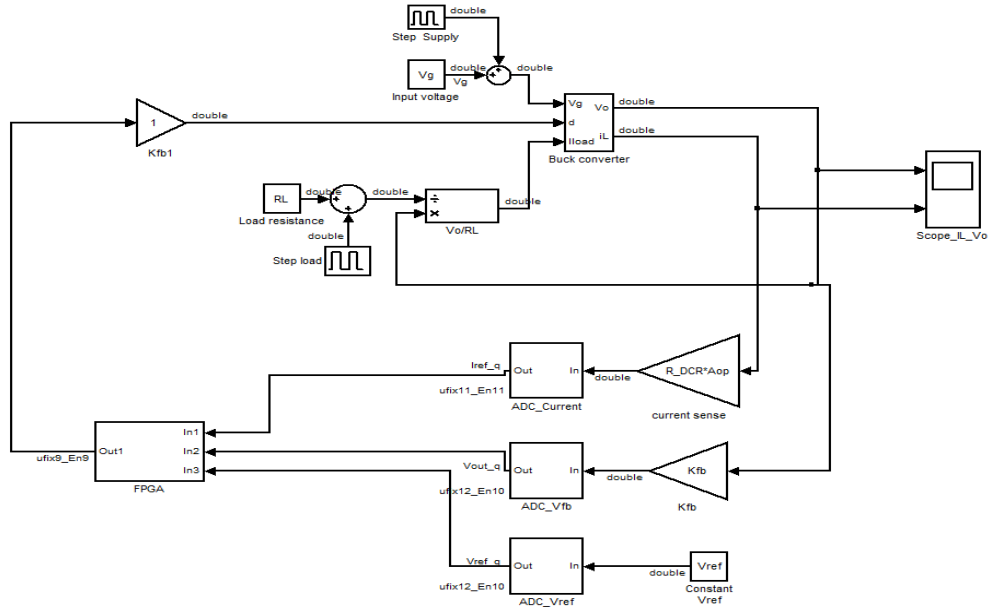 double
Step Supply
double
double
Vg
Vg
Input voltage
Vg
Vo
double
d
iL
double
Iload
Buck converter
1
double
Kfb1
RL
double
double
÷
×
double
Load resistance
Vo/RL
double
Step load
Scope_IL_Vo
Iref_q
Out
In
double
R_DCR*Aop
ufix11_En11
ADC_Current
current sense
In1
Out1
In2
ufix9_En9
In3
FPGA
Vout_q
Out
In
double
Kfb
ufix12_En10
ADC_Vfb
Kfb
Vref_q
Out
In
double
Vref
ufix12_En10
ADC_Vref
Constant
Vref